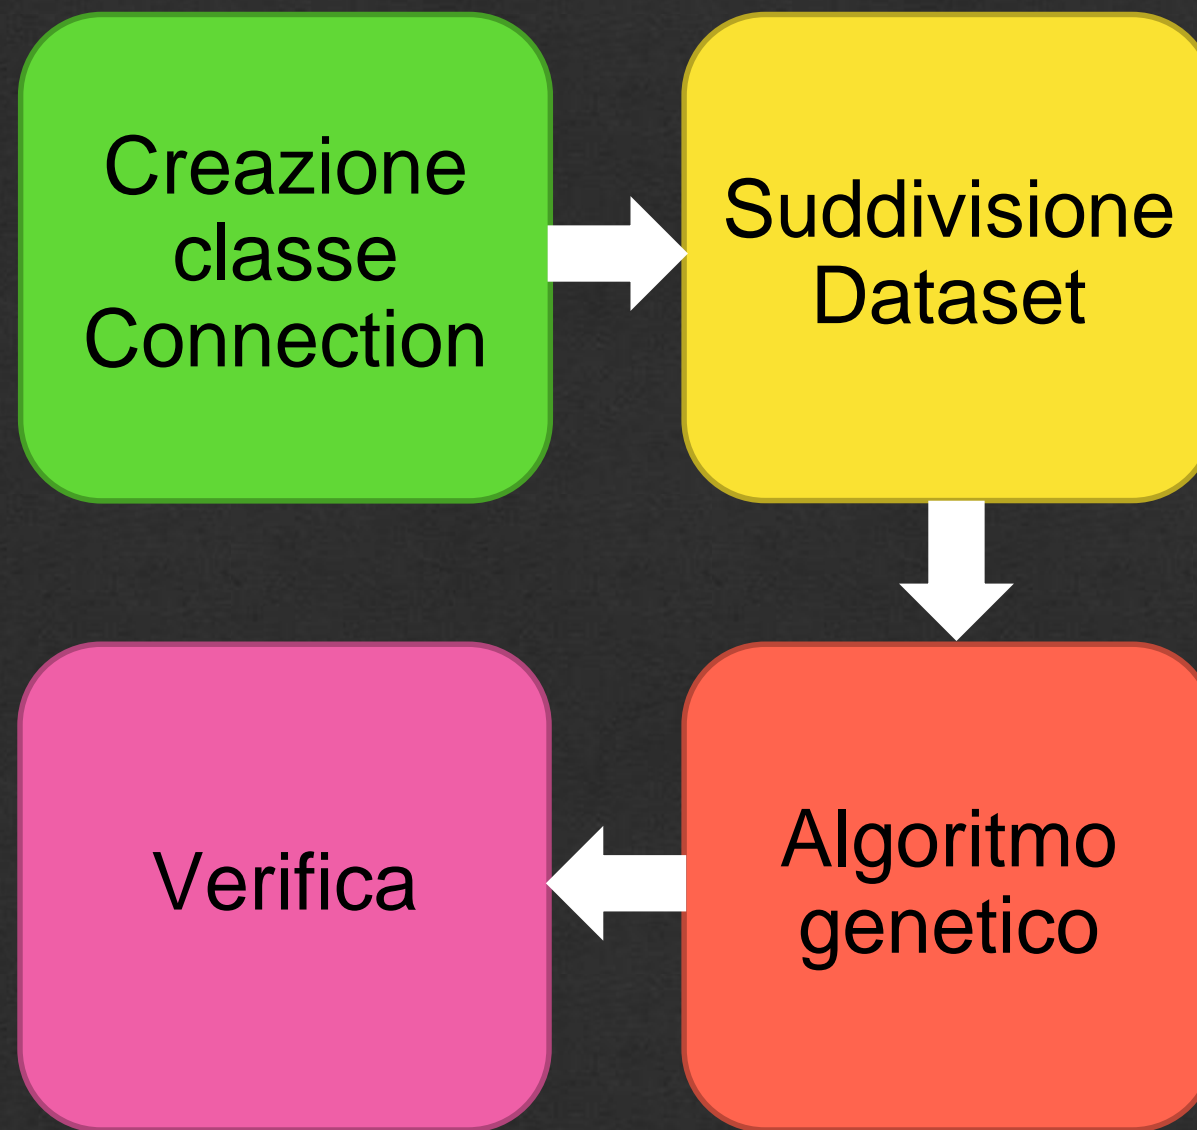 Creazione
classe
Connection
Suddivisione
Dataset
Algoritmo
genetico
Verifica